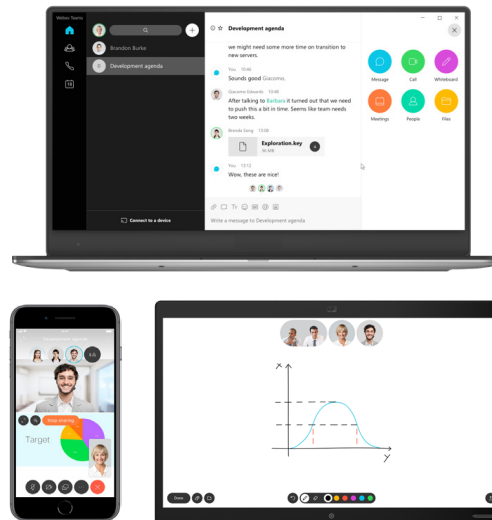 Webex Teams
Brandon Burke
Development agenda
Connect to a device
Development agenda
we might need some more time on transition to
new servers.
You 10:46
Sounds good Giacomo.
Giacomo Edwards 10:48
After talking to Barbara it turned out that we need
to push this a bit in time. Seems like team needs
two weeks.
Brenda Song 13:08
Exploration.key
You 13:12
Wow, these are nice!
Write a message to Development agenda
Message
Call
Whiteboard
Meetings
People
Files
Stop sharing
Target
x
y
Done